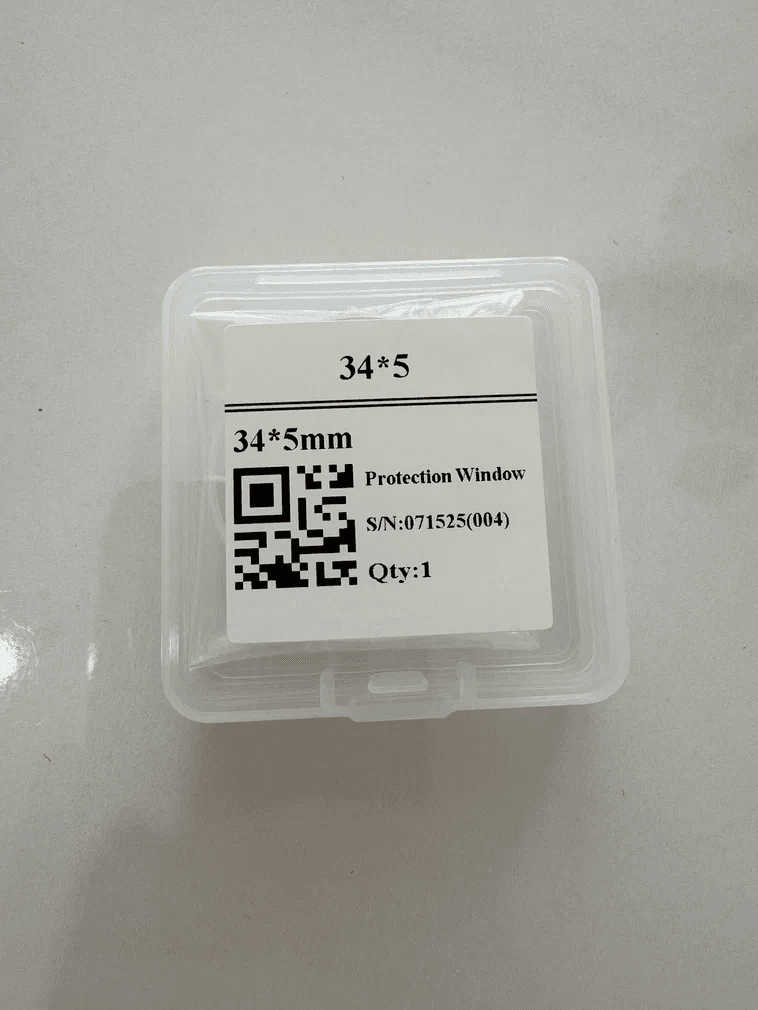 34*5
34*5mm
Protection Window
S/N:071525(004)
Qty:1